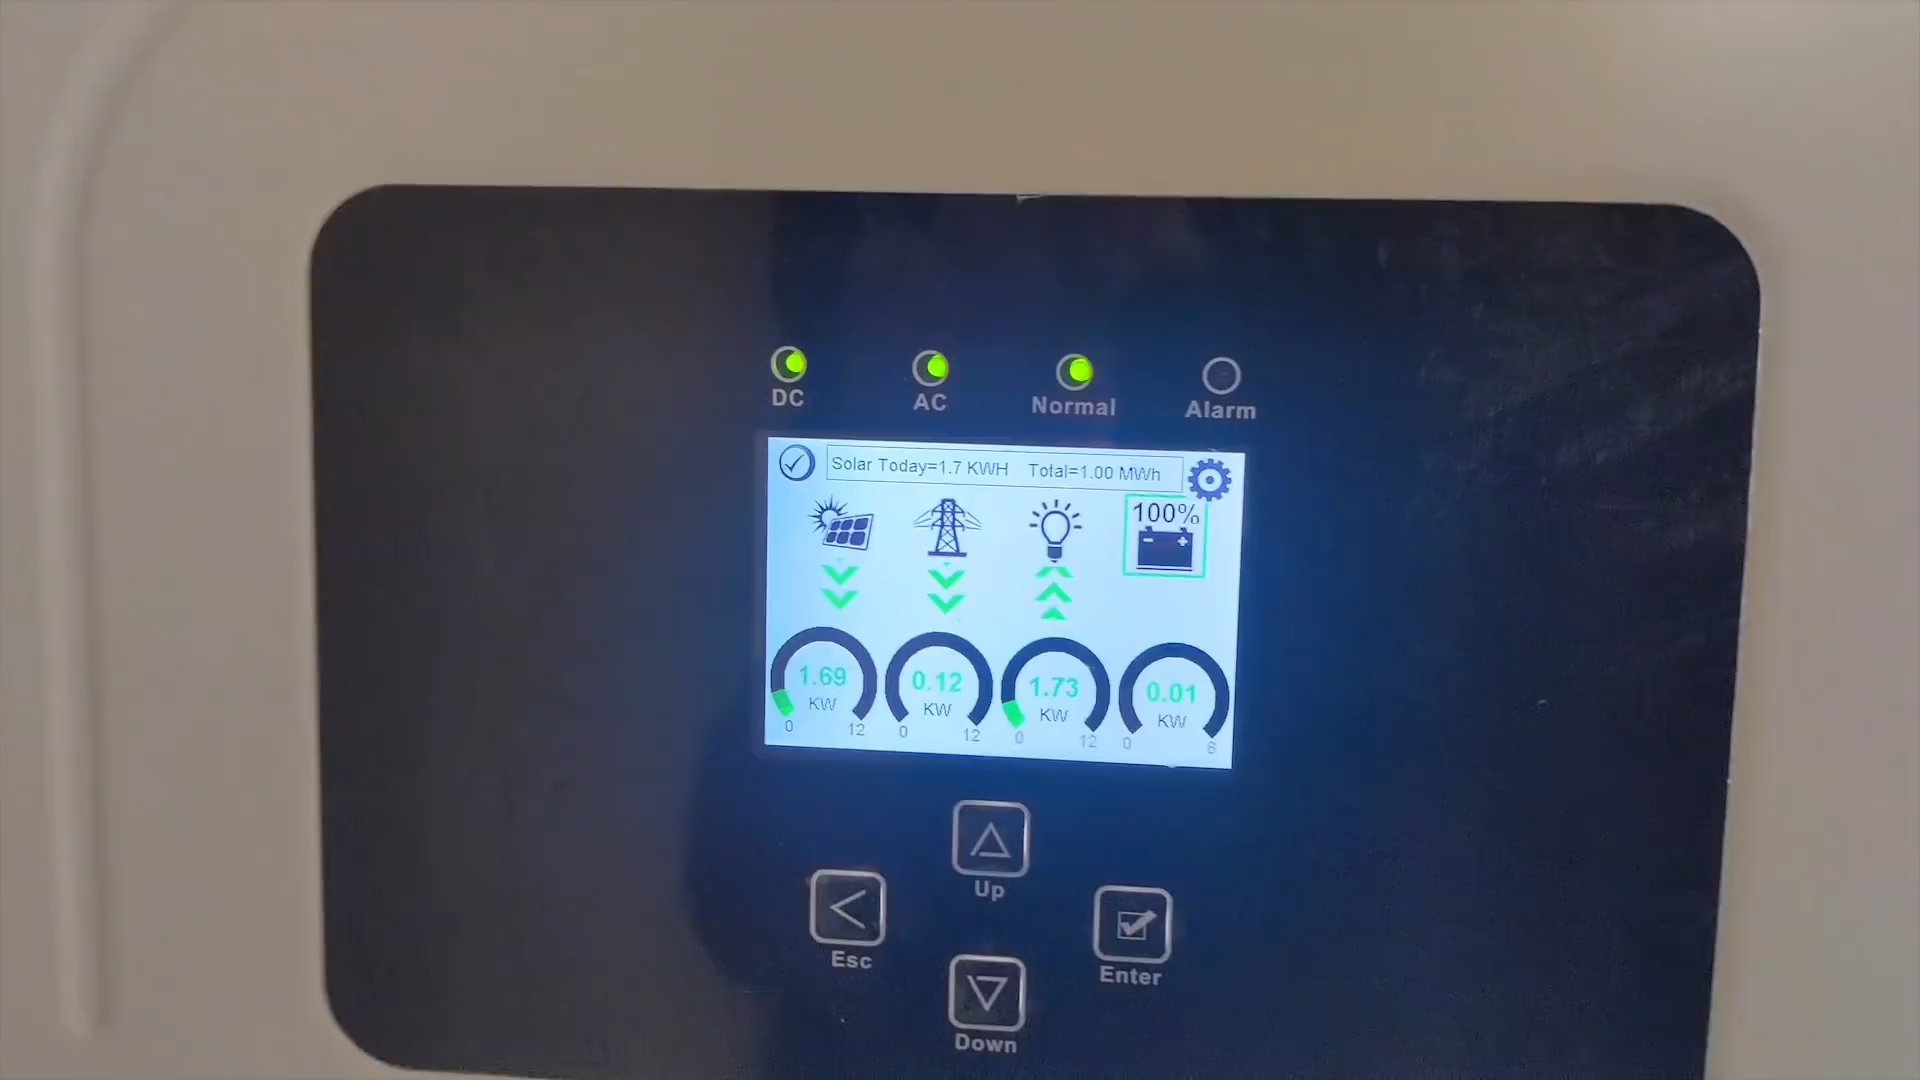 DC AC Normal Alarm
Solar Today=1.7 KWH Total=1.00 MWh
100%
1.69 0.12 1.73 0.01
KW KW KW KW
0 12 0 12 0 12 0 8
Up
Esc Enter
Down